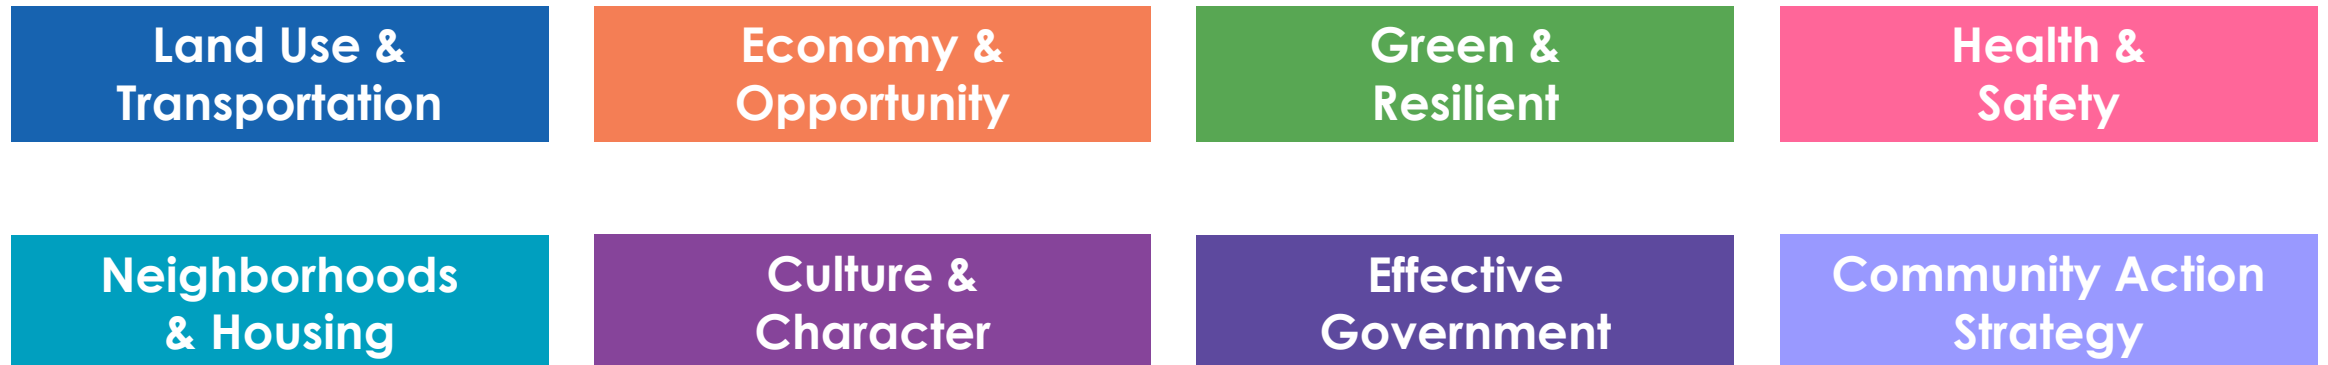 Land Use &
Transportation
Economy &
Opportunity
Green &
Resilient
Health &
Safety
Neighborhoods
& Housing
Culture &
Character
Effective
Government
Community Action
Strategy